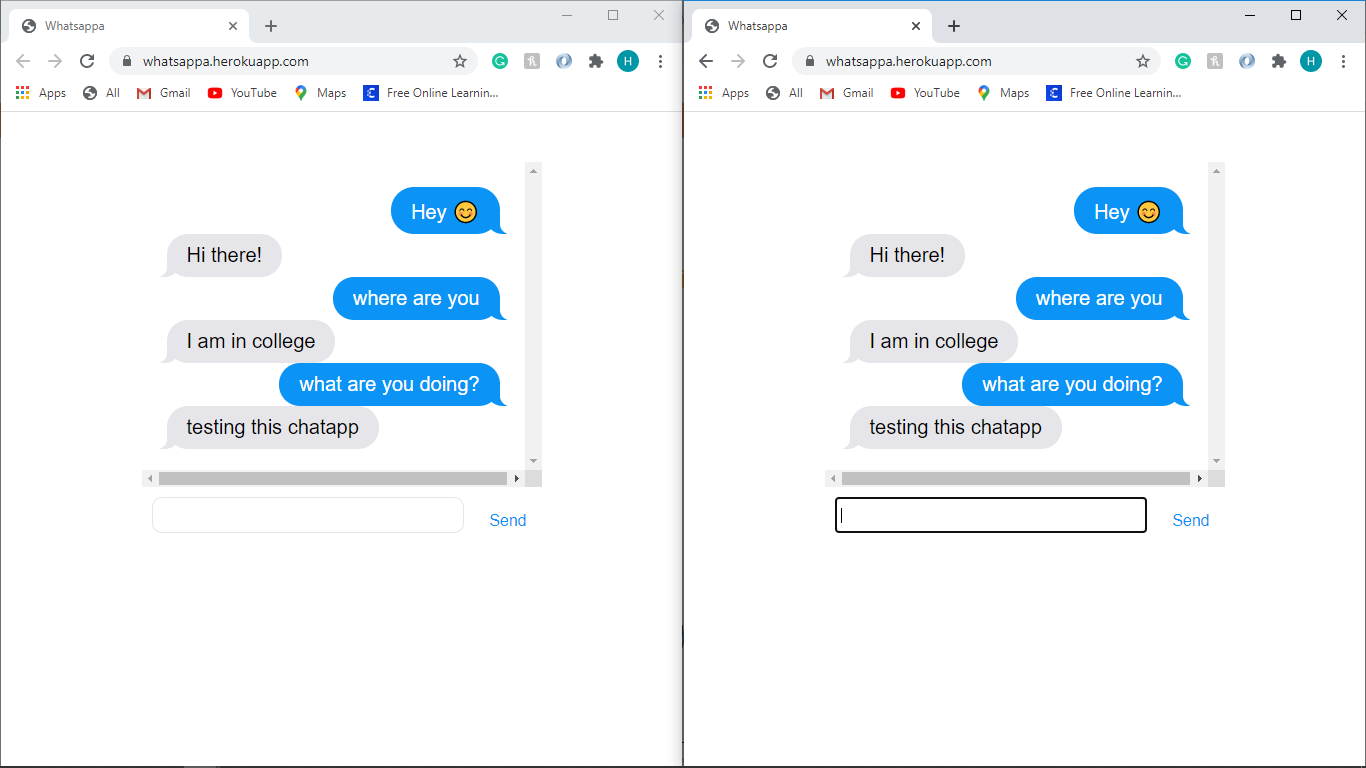 Whatsappa
whatsappa.herokuapp.com
H
Apps All Gmail YouTube Maps Free Online Learnin...
Hey 😊
Hi there!
where are you
I am in college
what are you doing?
testing this chatapp
Send
Whatsappa
whatsappa.herokuapp.com
H
Apps All Gmail YouTube Maps Free Online Learnin...
Hey 😊
Hi there!
where are you
I am in college
what are you doing?
testing this chatapp
Send